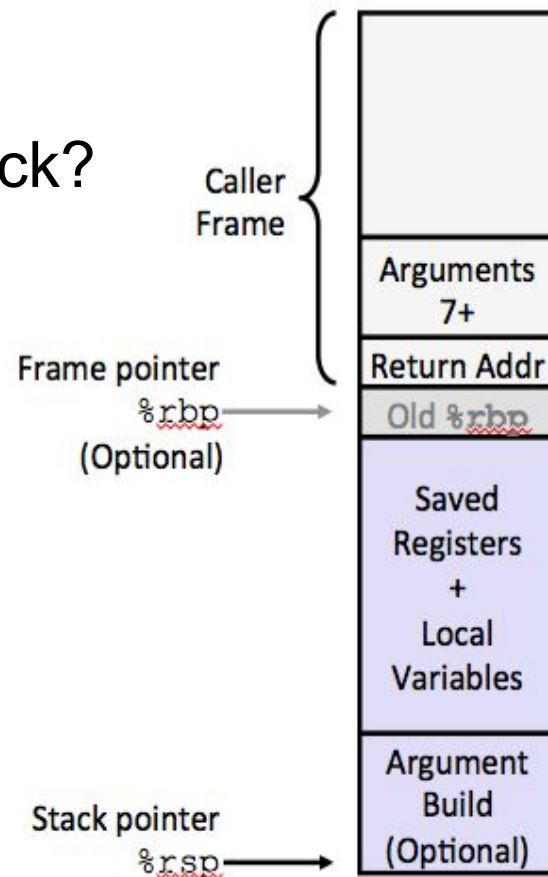 ck?
Caller
Frame
Arguments
7+
Return Addr
Frame pointer
%rbp
(Optional)
Old %rbp
Saved
Registers
+
Local
Variables
Argument
Build
(Optional)
Stack pointer
%rsp